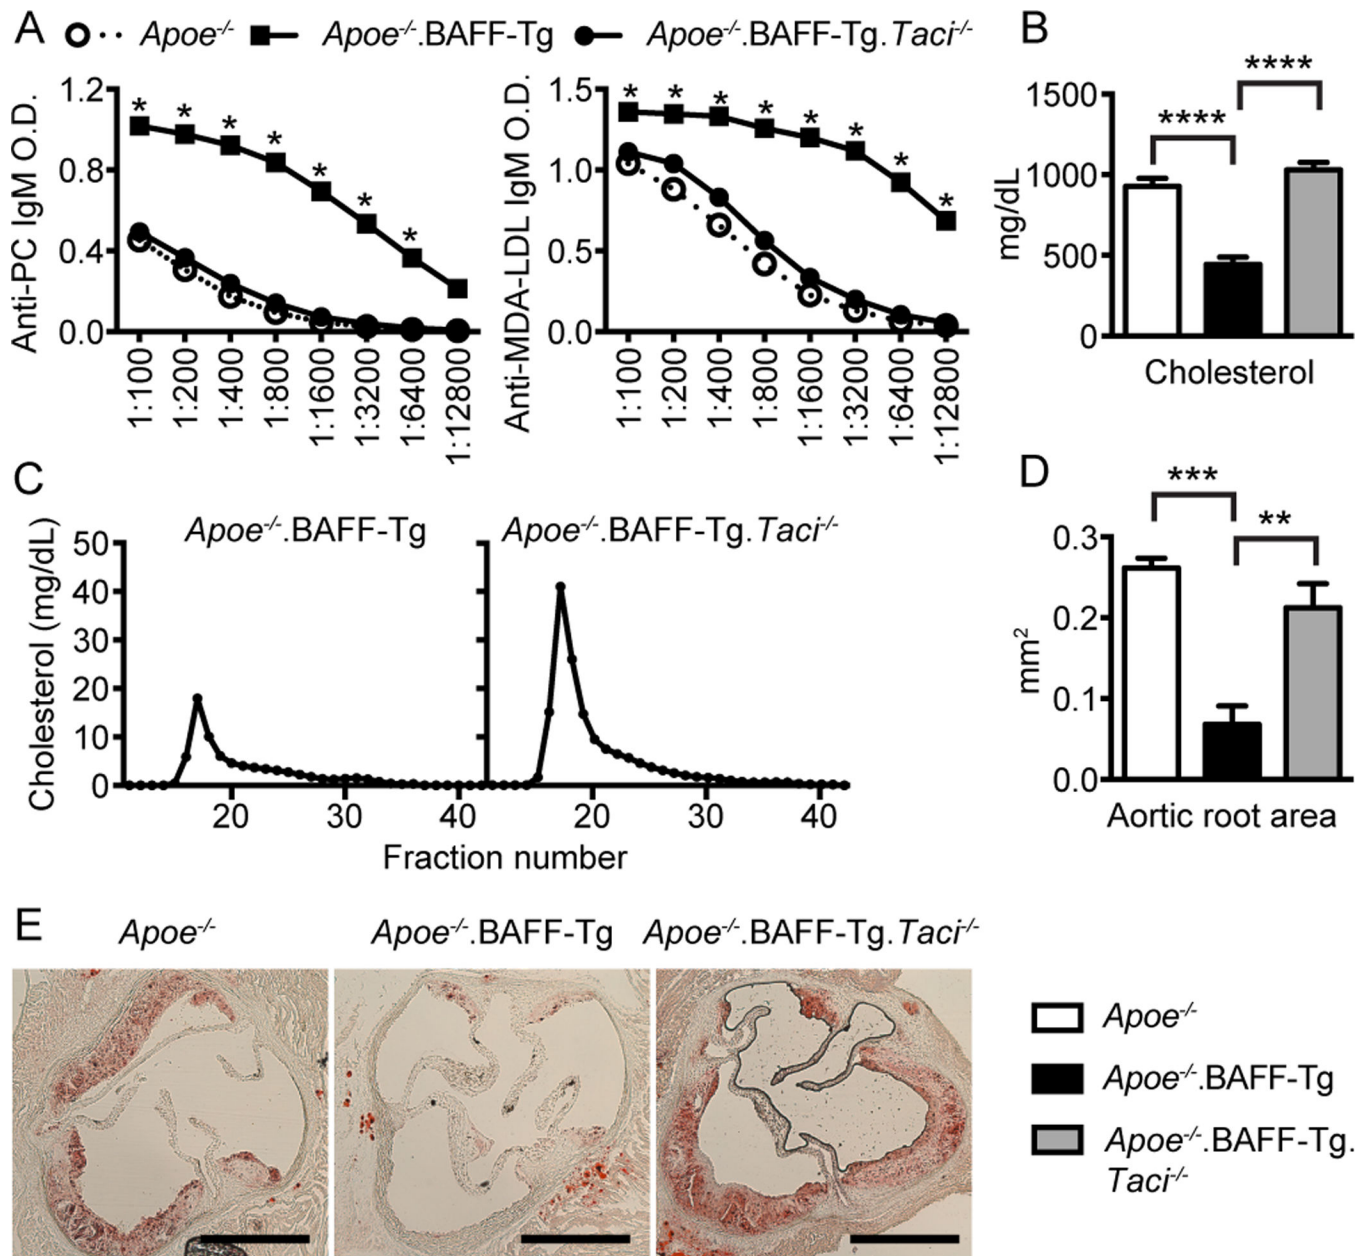 A Apoe-/- Apoe-/-.BAFF-Tg Apoe-/-.BAFF-Tg.Taci-/-
Anti-PC IgM O.D.
1.2
0.8
0.4
0.0
* * * * * * *
1:100 1:200 1:400 1:800 1:1600 1:3200 1:6400 1:12800
Anti-MDA-LDL IgM O.D.
1.5
1.0
0.5
0.0
* * * * * * * *
1:100 1:200 1:400 1:800 1:1600 1:3200 1:6400 1:12800
B
mg/dL
1500
1000
500
0
**** ****
Cholesterol
C
Apoe-/-.BAFF-Tg Apoe-/-.BAFF-Tg.Taci-/-
Cholesterol (mg/dL)
50
40
30
20
10
0
20 30 40 20 30 40
Fraction number
D
mm²
0.3
0.2
0.1
0.0
*** **
Aortic root area
E
Apoe-/- Apoe-/-.BAFF-Tg Apoe-/-.BAFF-Tg.Taci-/-
Apoe-/-
Apoe-/-.BAFF-Tg
Apoe-/-.BAFF-Tg.
Taci-/-